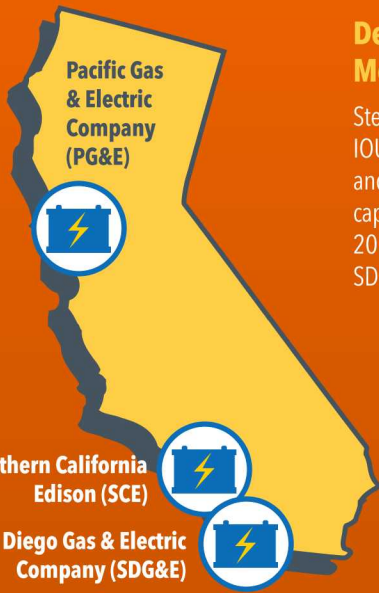 Pacific Gas
& Electric
Company
(PG&E)
thern California
Edison (SCE)
Diego Gas & Electric
Company (SDG&E)
De
M
Ste
IOU
and
cap
20
SD